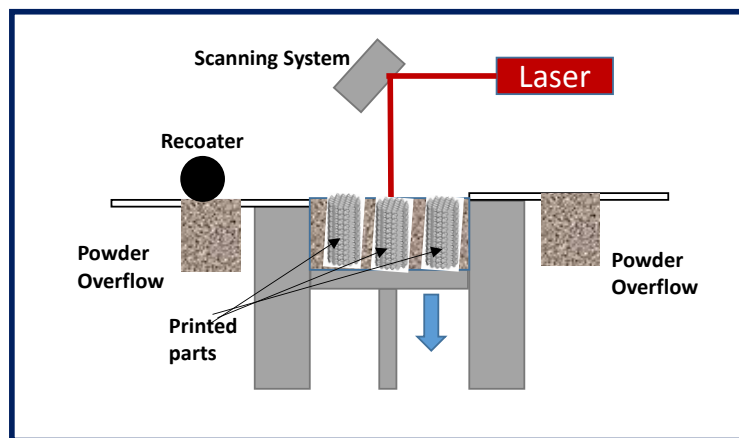 Scanning System
Laser
Recoater
Powder
Overflow
Powder
Overflow
Printed
parts